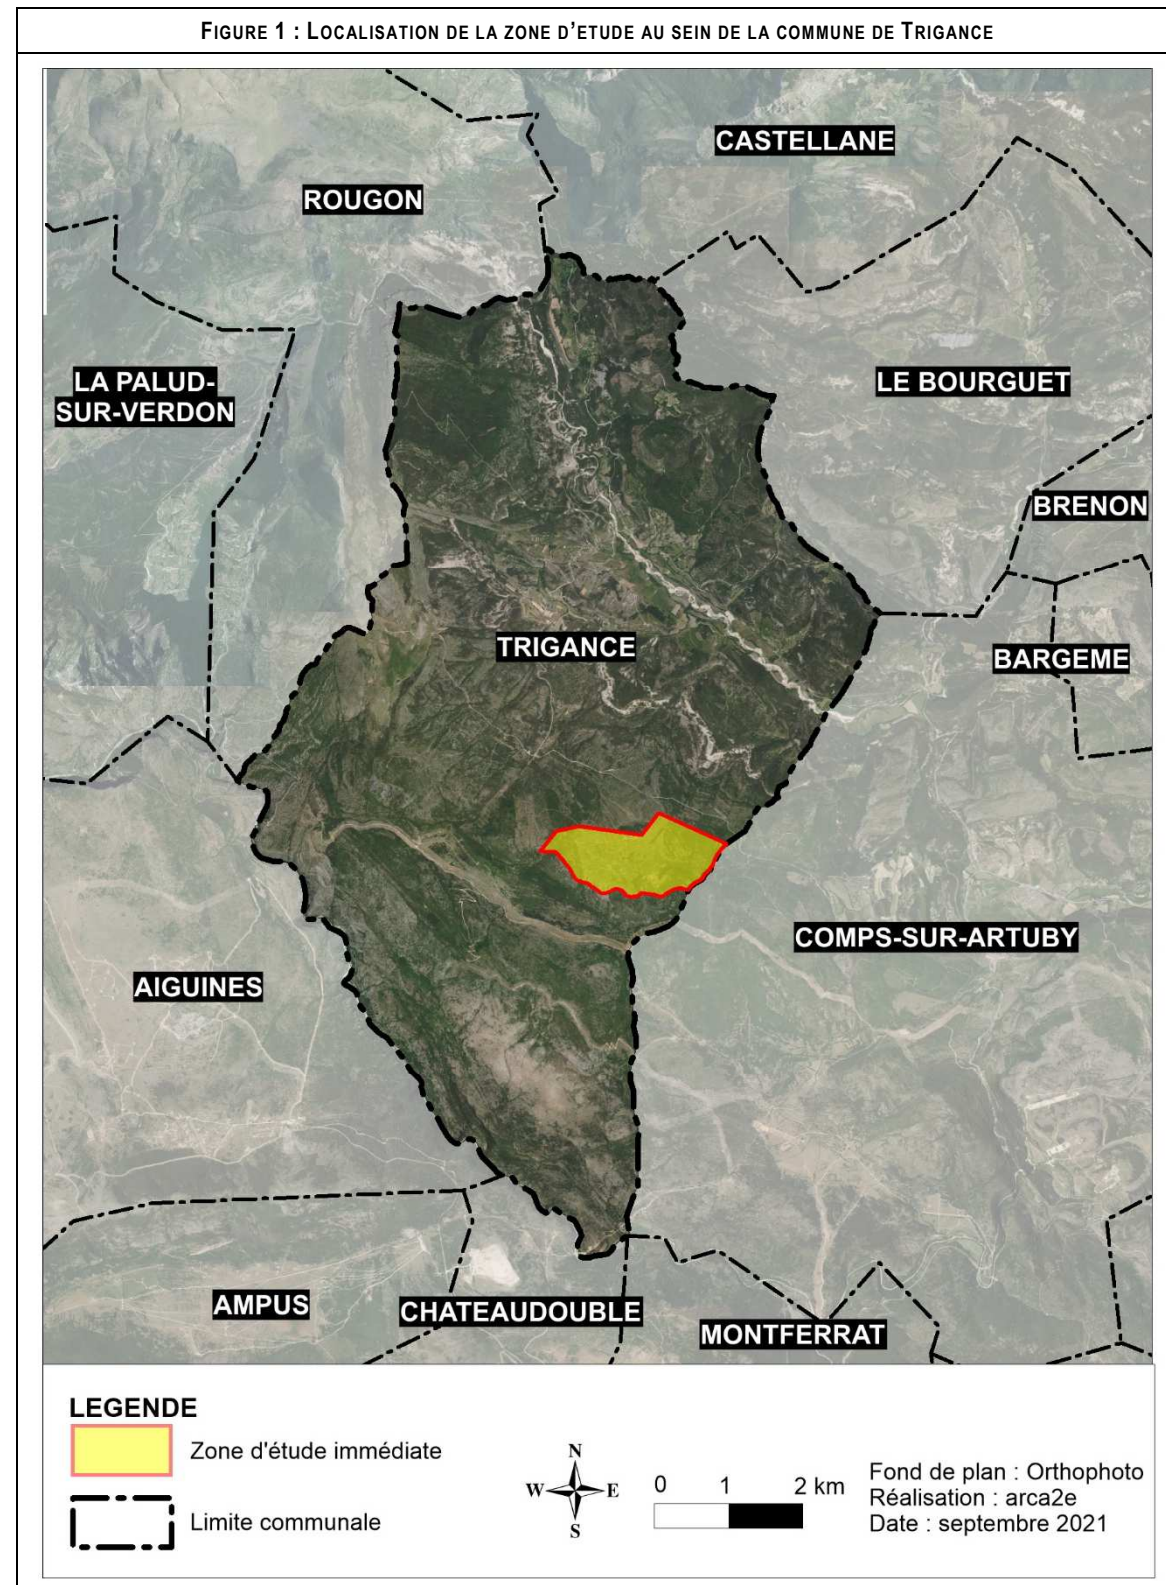 FIGURE 1 : LOCALISATION DE LA ZONE D'ETUDE AU SEIN DE LA COMMUNE DE TRIGANCE
CASTELLANE
ROUGON
LA PALUD-
SUR-VERDON
LE BOURGUET
BRENON
TRIGANCE
BARGEME
COMPS-SUR-ARTUBY
AIGUINES
AMPUS
CHATEAUDOUBLE
MONTFERRAT
LEGENDE
Zone d'étude immédiate
Limite communale
N
W E
S
0 1 2 km
Fond de plan : Orthophoto
Réalisation : arca2e
Date : septembre 2021